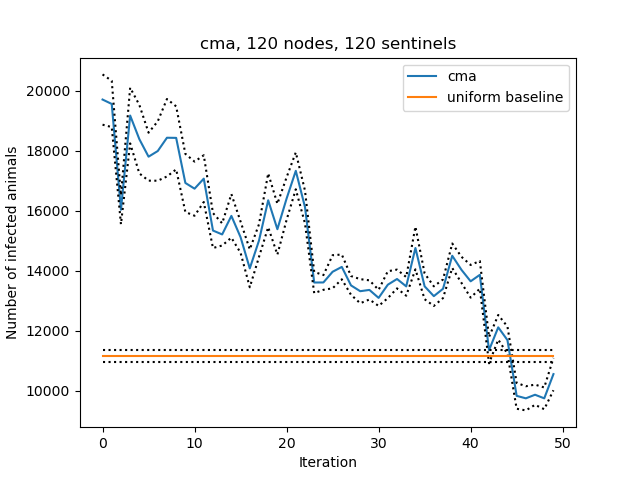 cma, 120 nodes, 120 sentinels
cma
uniform baseline
20000
18000
16000
14000
12000
10000
Number of infected animals
0 10 20 30 40 50
Iteration